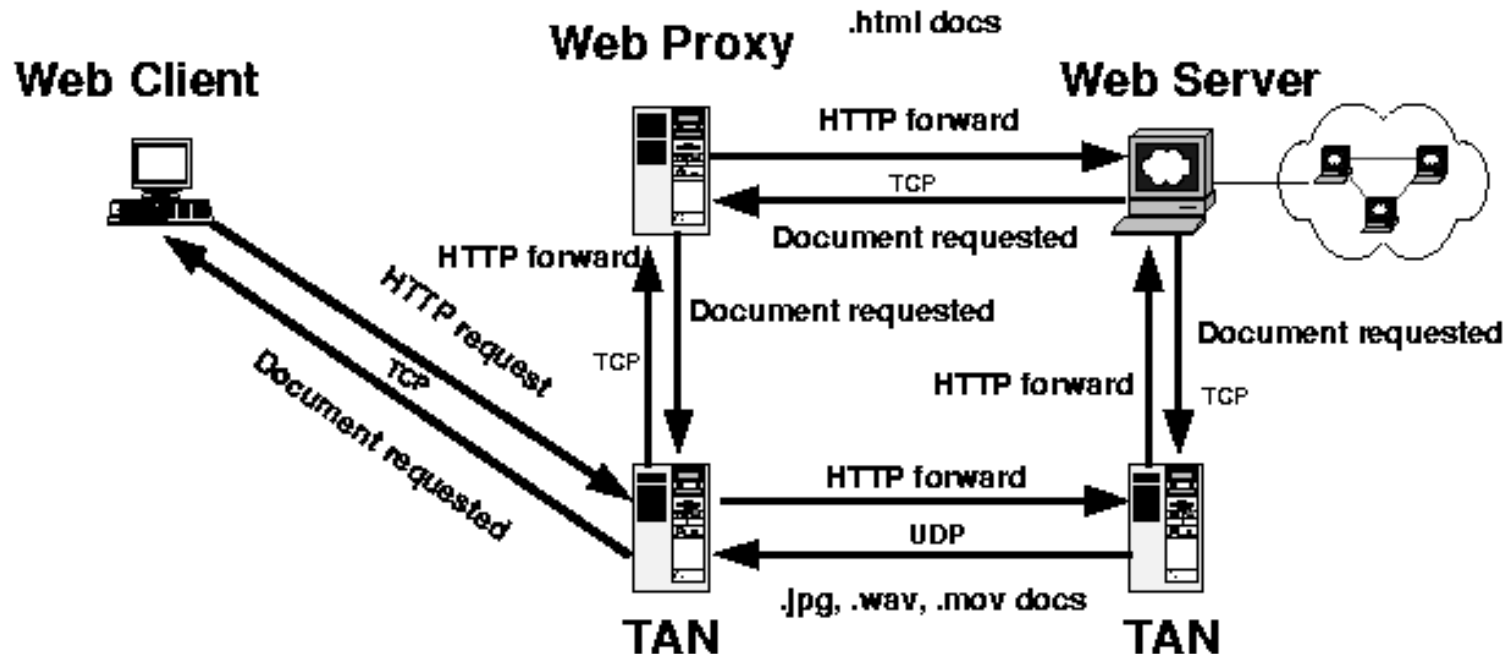 .html docs
Web Proxy
Web Client
Web Server
HTTP forward
TCP
Document requested
HTTP forward
HTTP request
Document requested
TCP
Document requested
TCP
Document requested
HTTP forward
TCP
HTTP forward
UDP
.jpg, .wav, .mov docs
TAN
TAN